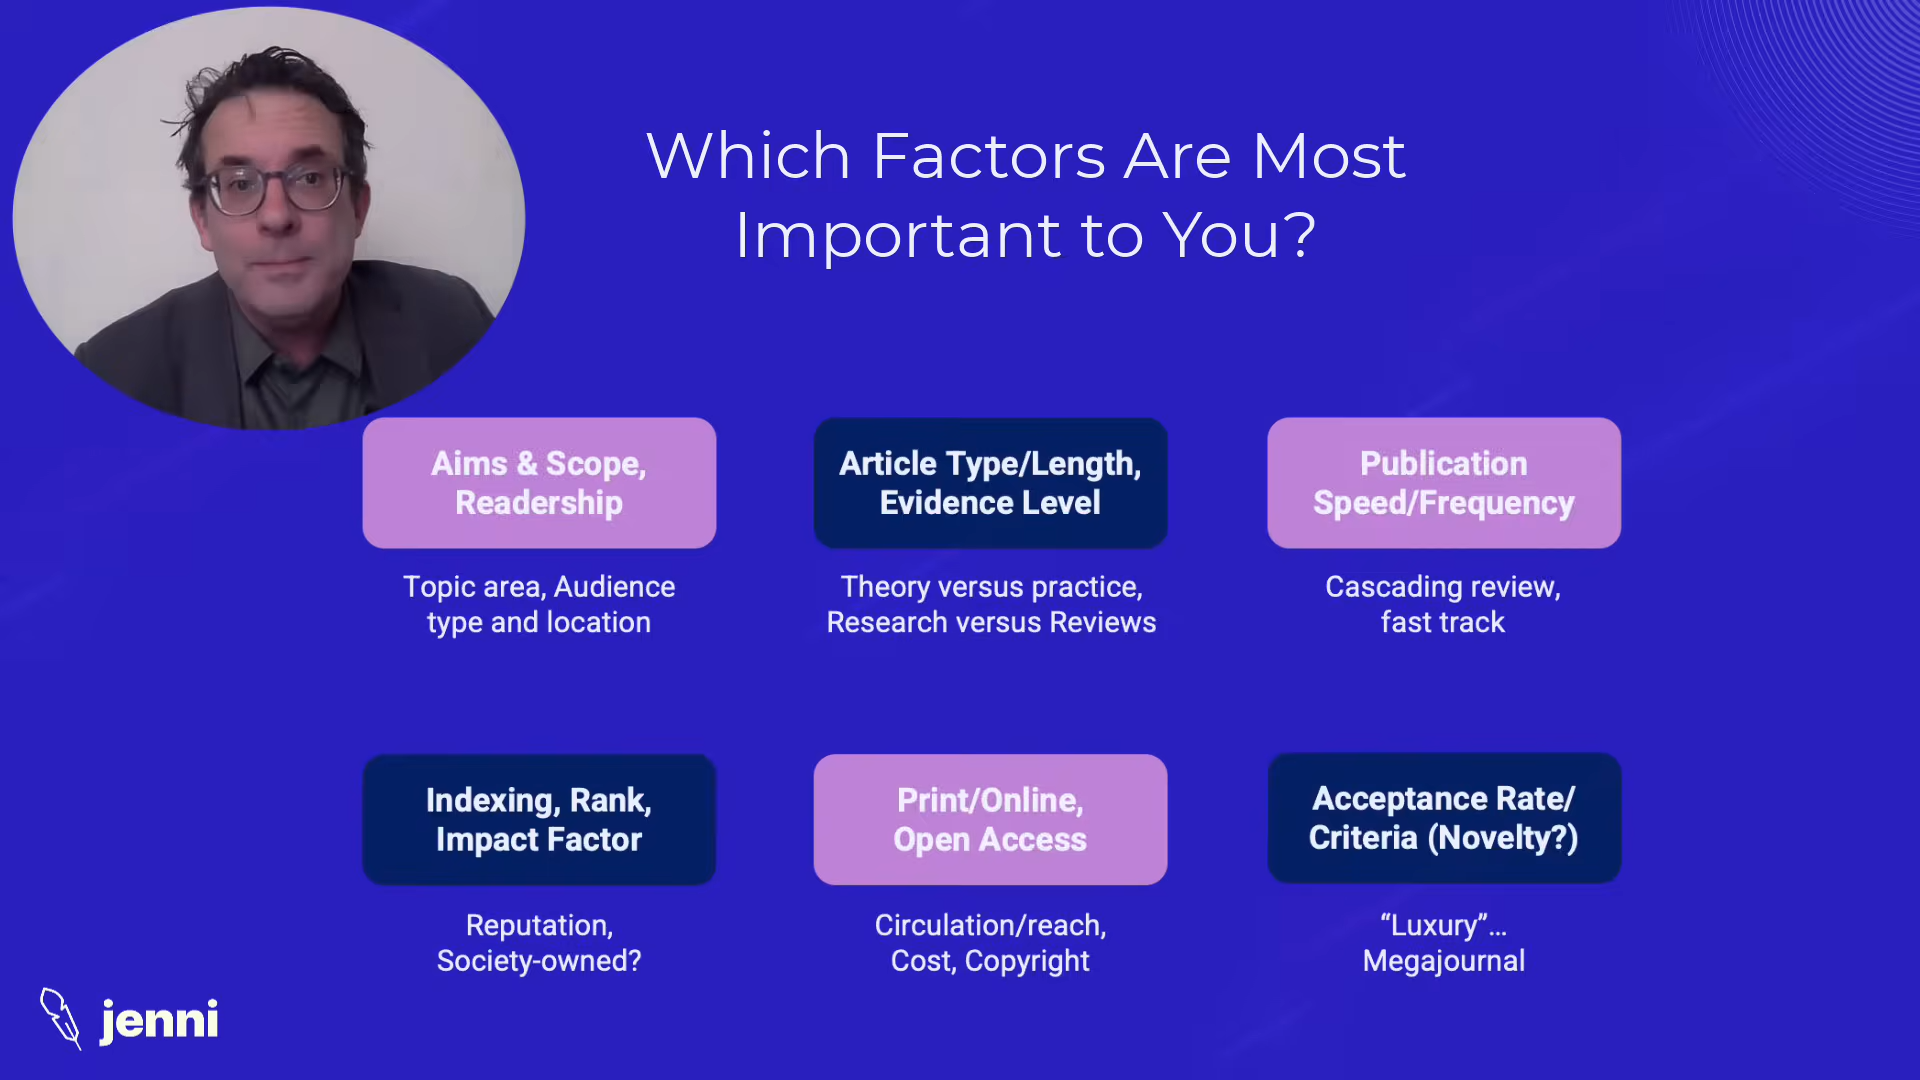 Which Factors Are Most
Important to You?
Aims & Scope,
Readership
Topic area, Audience
type and location
Article Type/Length,
Evidence Level
Theory versus practice,
Research versus Reviews
Publication
Speed/Frequency
Cascading review,
fast track
Indexing, Rank,
Impact Factor
Reputation,
Society-owned?
Print/Online,
Open Access
Circulation/reach,
Cost, Copyright
Acceptance Rate/
Criteria (Novelty?)
“Luxury”...
Megajournal
jenni